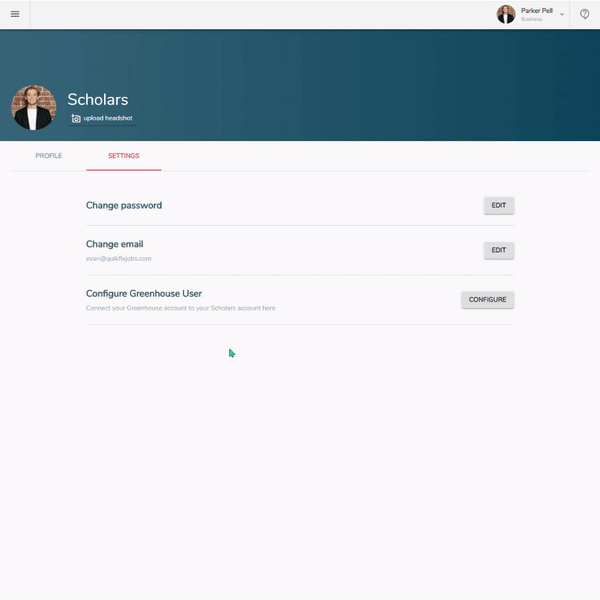 Parker Pell
Business
Scholars
upload headshot
PROFILE
SETTINGS
Change password
EDIT
Change email
evan@quikflxjobs.com
EDIT
Configure Greenhouse User
Connect your Greenhouse account to your Scholars account here
CONFIGURE